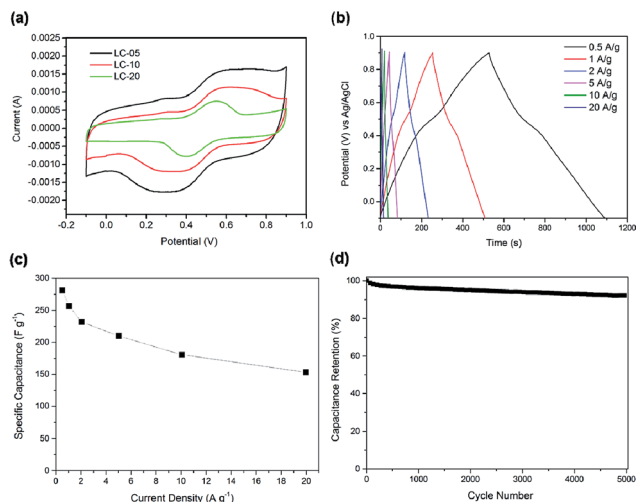 (a)
0.0025
0.0020
0.0015
0.0010
0.0005
0.0000
-0.0005
-0.0010
-0.0015
-0.0020
-0.0025
Current (A)
LC-05
LC-10
LC-20
-0.2 0.0 0.2 0.4 0.6 0.8 1.0
Potential (V)
(b)
1.2
0.8
0.4
0.0
Potential (V) vs Ag/AgCl
0.5 A/g
1 A/g
2 A/g
5 A/g
10 A/g
20 A/g
0 200 400 600 800 1000 1200
Time (s)
(c)
300
250
200
150
100
50
0
Specific Capacitance (F g-1)
0 2 4 6 8 10 12 14 16 18 20
Current Density (A g-1)
(d)
100
80
60
40
20
0
Capacitance Retention (%)
0 1000 2000 3000 4000 5000
Cycle Number